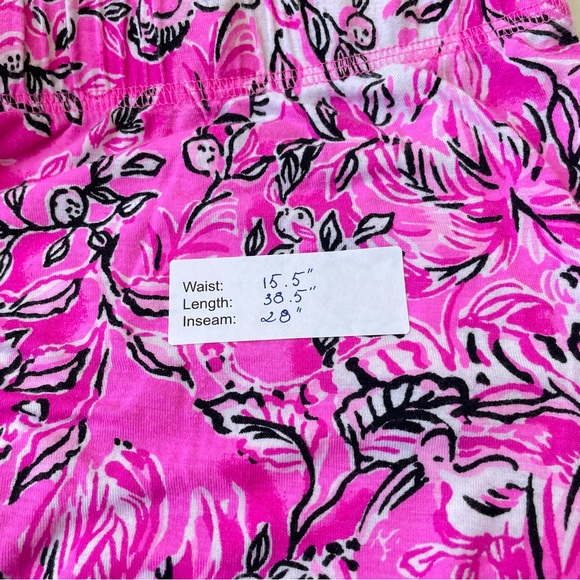 Waist: 15.5"
Length: 38.5"
Inseam: 28"